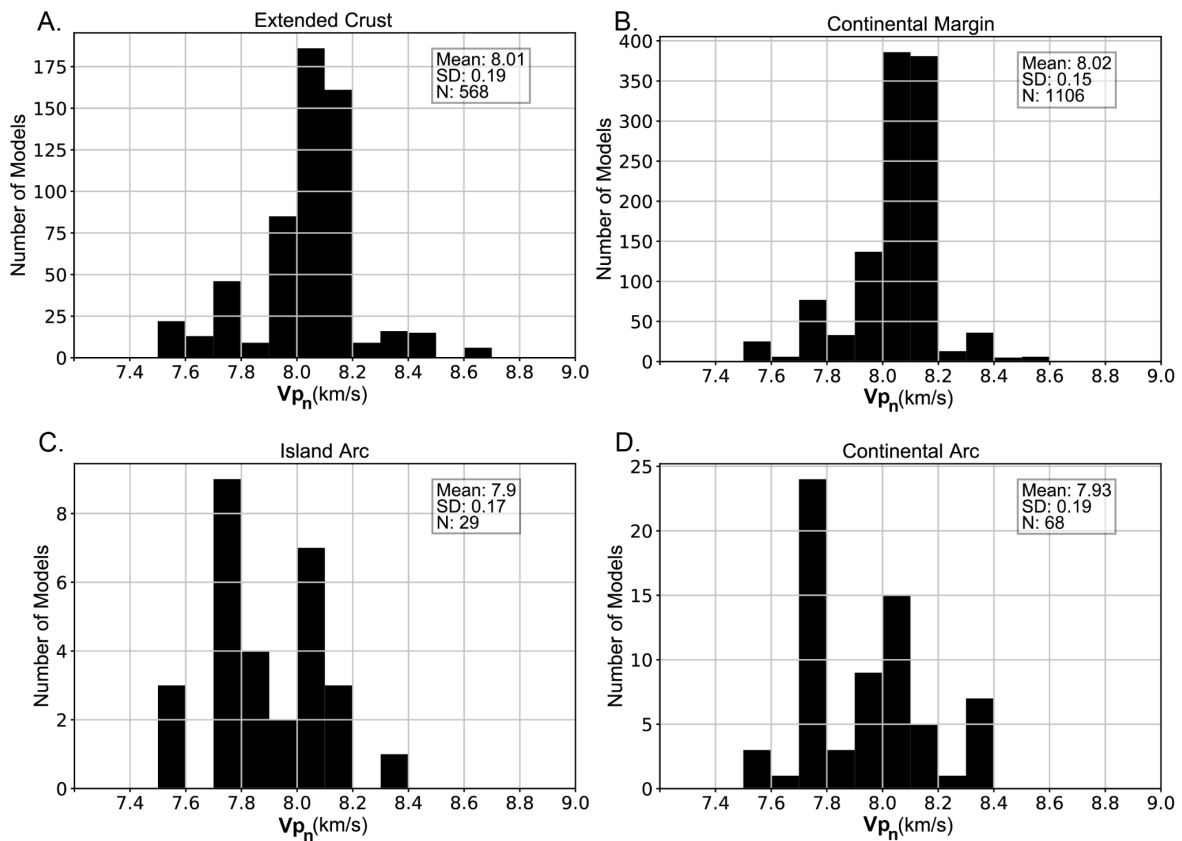 A.
Extended Crust
Mean: 8.01
SD: 0.19
N: 568
Number of Models
175
150
125
100
75
50
25
0
7.4 7.6 7.8 8.0 8.2 8.4 8.6 8.8 9.0
Vpn(km/s)
B.
Continental Margin
Mean: 8.02
SD: 0.15
N: 1106
Number of Models
400
350
300
250
200
150
100
50
0
7.4 7.6 7.8 8.0 8.2 8.4 8.6 8.8 9.0
Vpn(km/s)
C.
Island Arc
Mean: 7.9
SD: 0.17
N: 29
Number of Models
8
6
4
2
0
7.4 7.6 7.8 8.0 8.2 8.4 8.6 8.8 9.0
Vpn(km/s)
D.
Continental Arc
Mean: 7.93
SD: 0.19
N: 68
Number of Models
25
20
15
10
5
0
7.4 7.6 7.8 8.0 8.2 8.4 8.6 8.8 9.0
Vpn(km/s)